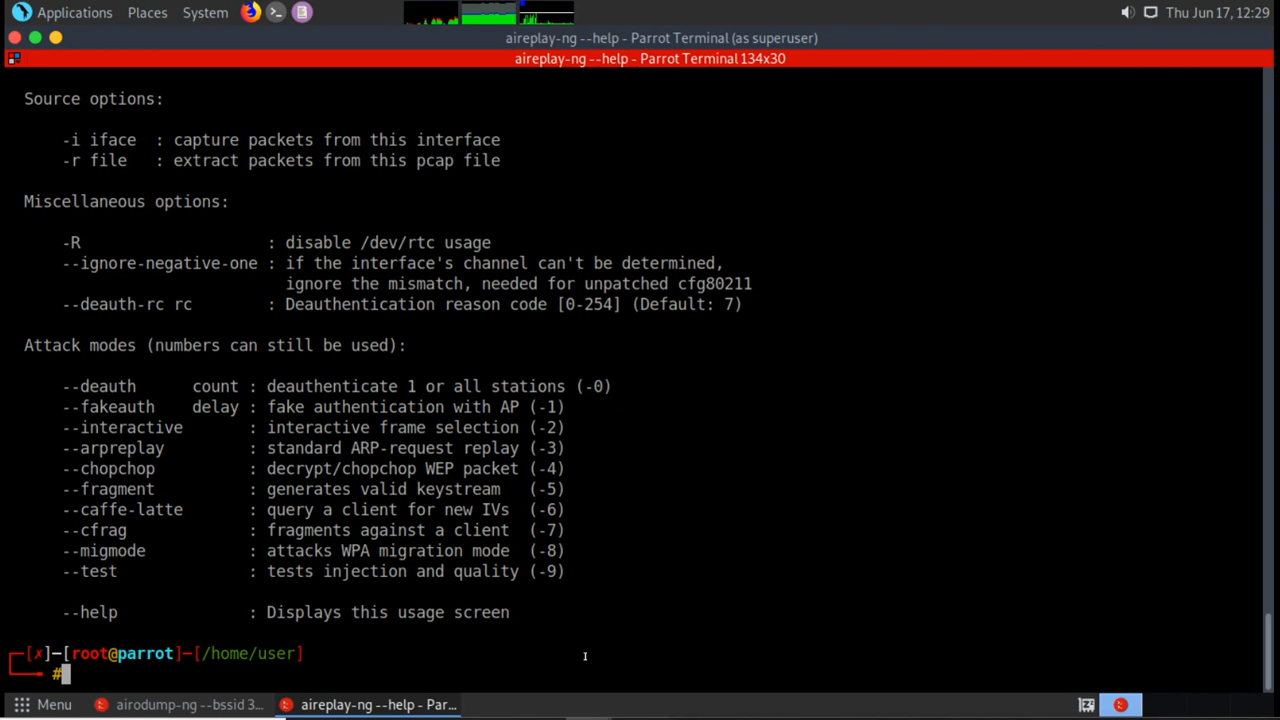 Applications Places System Thu Jun 17, 12:29
aireplay-ng --help - Parrot Terminal (as superuser)
aireplay-ng --help - Parrot Terminal 134x30
Source options:
-i iface : capture packets from this interface
-r file : extract packets from this pcap file
Miscellaneous options:
-R : disable /dev/rtc usage
--ignore-negative-one : if the interface's channel can't be determined,
ignore the mismatch, needed for unpatched cfg80211
--deauth-rc rc : Deauthentication reason code [0-254] (Default: 7)
Attack modes (numbers can still be used):
--deauth count : deauthenticate 1 or all stations (-0)
--fakeauth delay : fake authentication with AP (-1)
--interactive : interactive frame selection (-2)
--arpreplay : standard ARP-request replay (-3)
--chopchop : decrypt/chopchop WEP packet (-4)
--fragment : generates valid keystream (-5)
--caffe-latte : query a client for new IVs (-6)
--cfrag : fragments against a client (-7)
--migmode : attacks WPA migration mode (-8)
--test : tests injection and quality (-9)
--help : Displays this usage screen
┌─[✗]─[root@parrot]─[/home/user]
└──╼ #
Menu airodump-ng --bssid 3... aireplay-ng --help - Par...